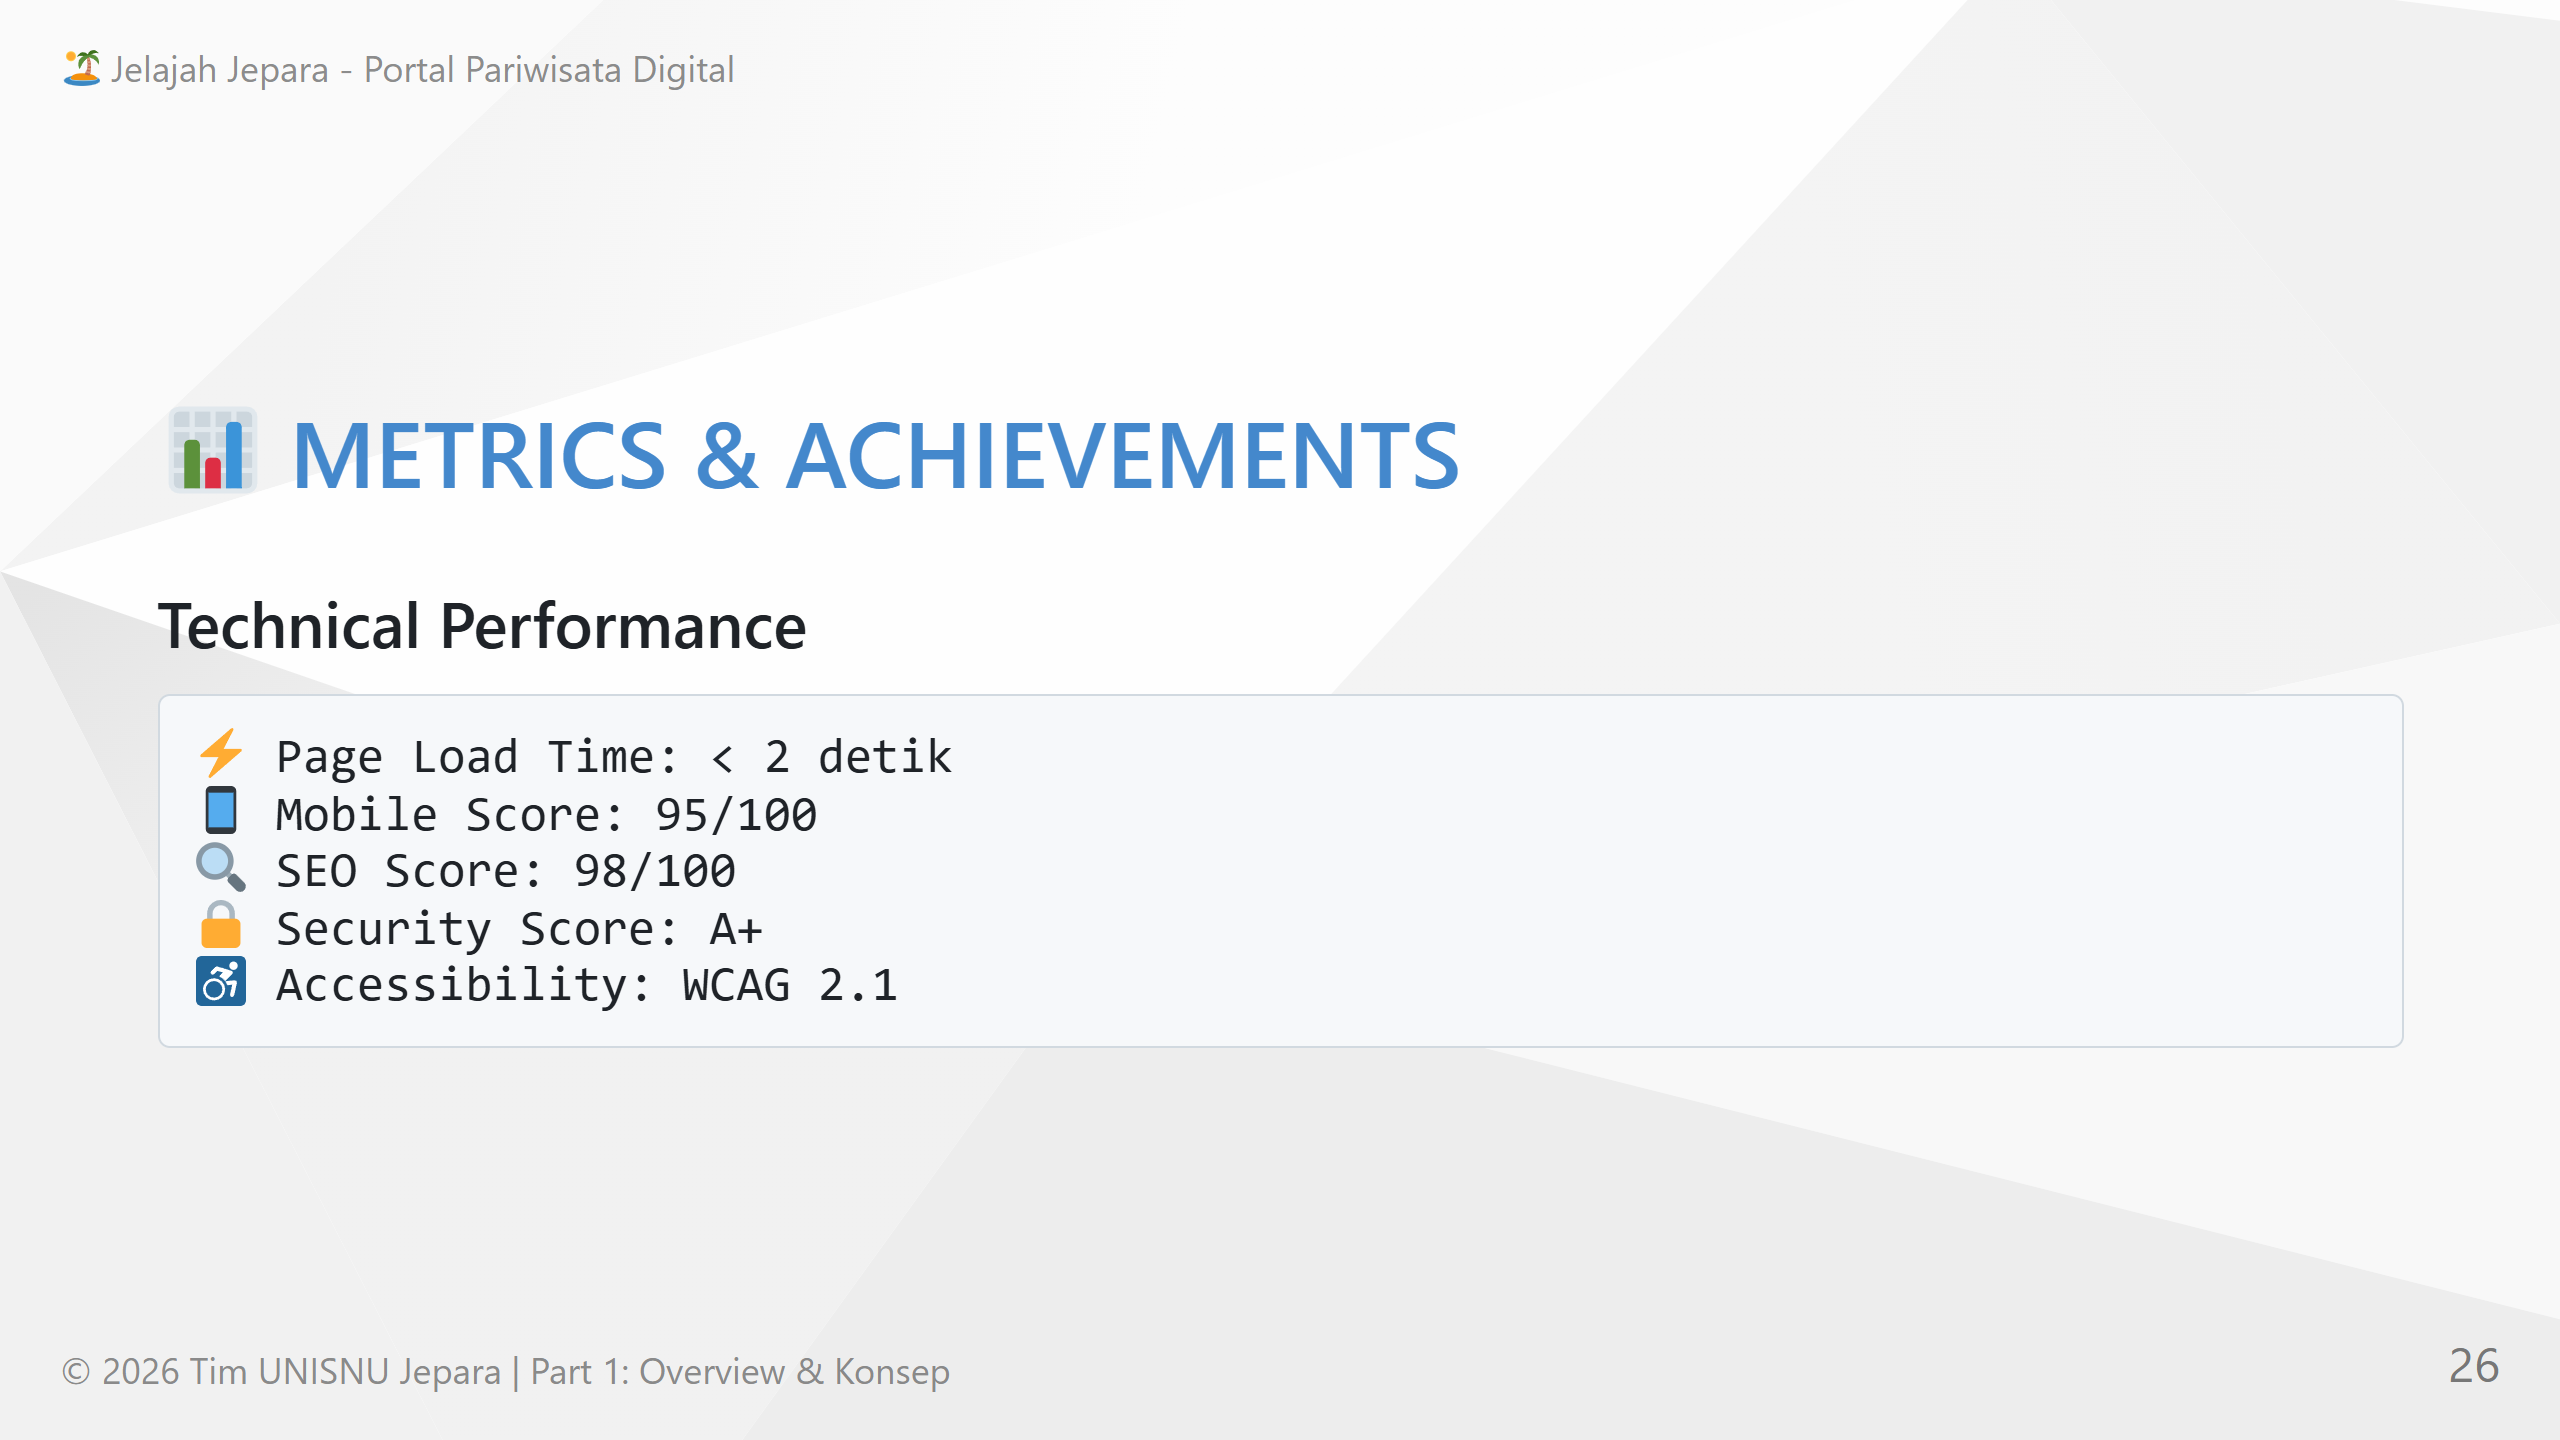 Jelajah Jepara - Portal Pariwisata Digital
METRICS & ACHIEVEMENTS
Technical Performance
Page Load Time: < 2 detik
Mobile Score: 95/100
SEO Score: 98/100
Security Score: A+
Accessibility: WCAG 2.1
© 2026 Tim UNISNU Jepara | Part 1: Overview & Konsep
26